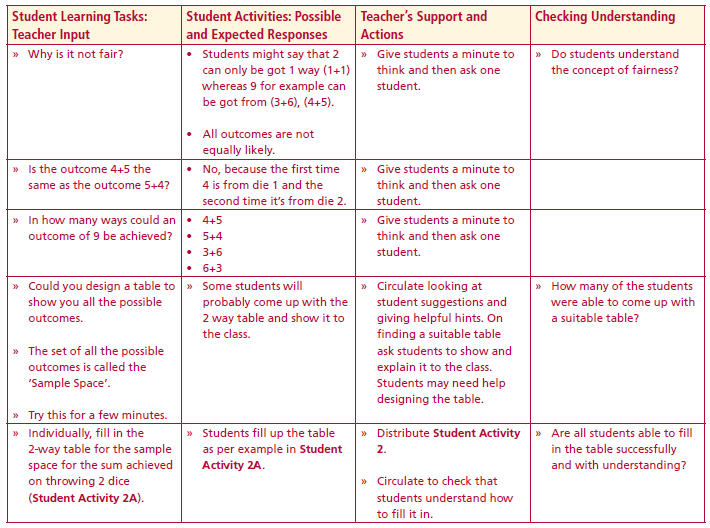 Student Learning Tasks:
Teacher Input
Student Activities: Possible
and Expected Responses
Teacher's Support and
Actions
Checking Understanding
» Why is it not fair?
• Students might say that 2
can only be got 1 way (1+1)
whereas 9 for example can
be got from (3+6), (4+5).
• All outcomes are not
equally likely.
» Give students a minute to
think and then ask one
student.
» Do students understand
the concept of fairness?
» Is the outcome 4+5 the
same as the outcome 5+4?
• No, because the first time
4 is from die 1 and the
second time it's from die 2.
» Give students a minute to
think and then ask one
student.
» In how many ways could an
outcome of 9 be achieved?
• 4+5
• 5+4
• 3+6
• 6+3
» Give students a minute to
think and then ask one
student.
» Could you design a table to
show you all the possible
outcomes.
» The set of all the possible
outcomes is called the
'Sample Space'.
» Try this for a few minutes.
» Some students will
probably come up with the
2 way table and show it to
the class.
» Circulate looking at
student suggestions and
giving helpful hints. On
finding a suitable table
ask students to show and
explain it to the class.
Students may need help
designing the table.
» How many of the students
were able to come up with
a suitable table?
» Individually, fill in the
2-way table for the sample
space for the sum achieved
on throwing 2 dice
(Student Activity 2A).
» Students fill up the table
as per example in Student
Activity 2A.
» Distribute Student Activity
2.
» Circulate to check that
students understand how
to fill it in.
» Are all students able to fill
in the table successfully
and with understanding?